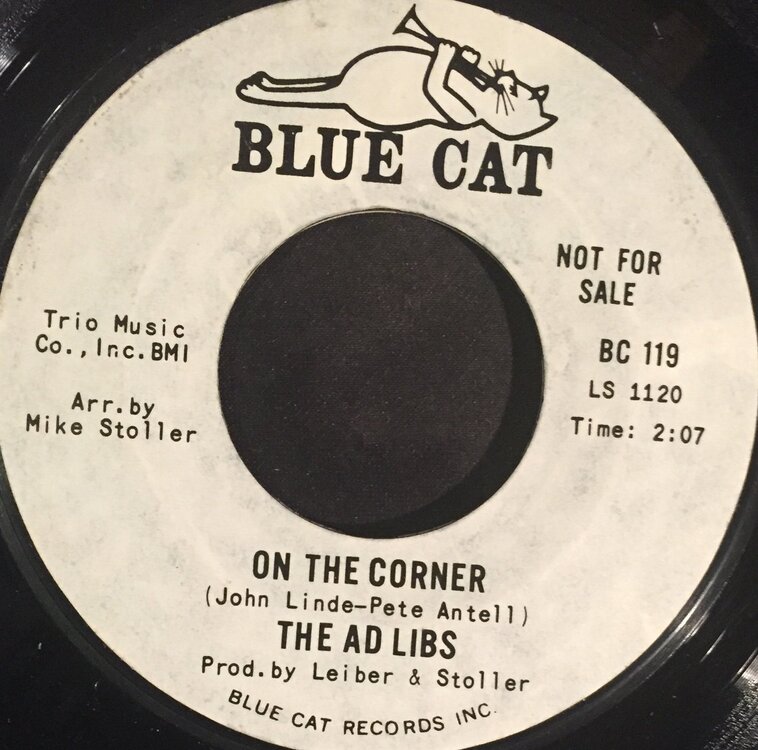 BLUE CAT
NOT FOR
SALE
BC 119
LS 1120
Time: 2:07
Trio Music
Co., Inc. BMI
Arr. by
Mike Stoller
ON THE CORNER
(John Linde-Pete Antell)
THE AD LIBS
Prod. by Leiber & Stoller
BLUE CAT RECORDS INC.